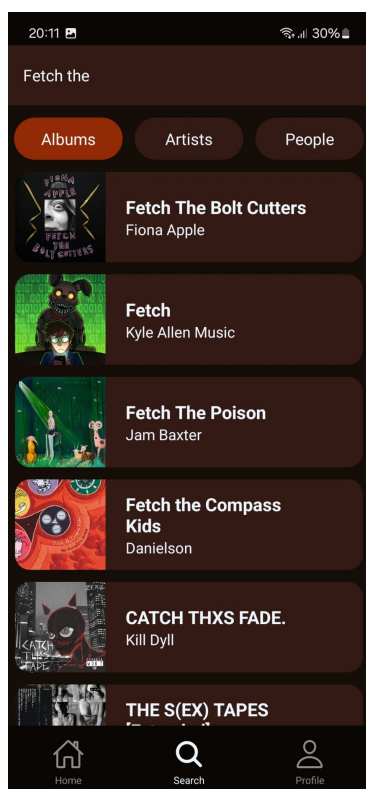 20:11
30%
Fetch the
Albums
Artists
People
FIONA
APPLE
FETCH
THE
BOLT CUTTERS
Fetch The Bolt Cutters
Fiona Apple
Fetch
Kyle Allen Music
Fetch The Poison
Jam Baxter
Fetch the Compass
Kids
Danielson
CATCH
THXS
FADE.
CATCH THXS FADE.
Kill Dyll
THE S(EX) TAPES
Home
Search
Profile